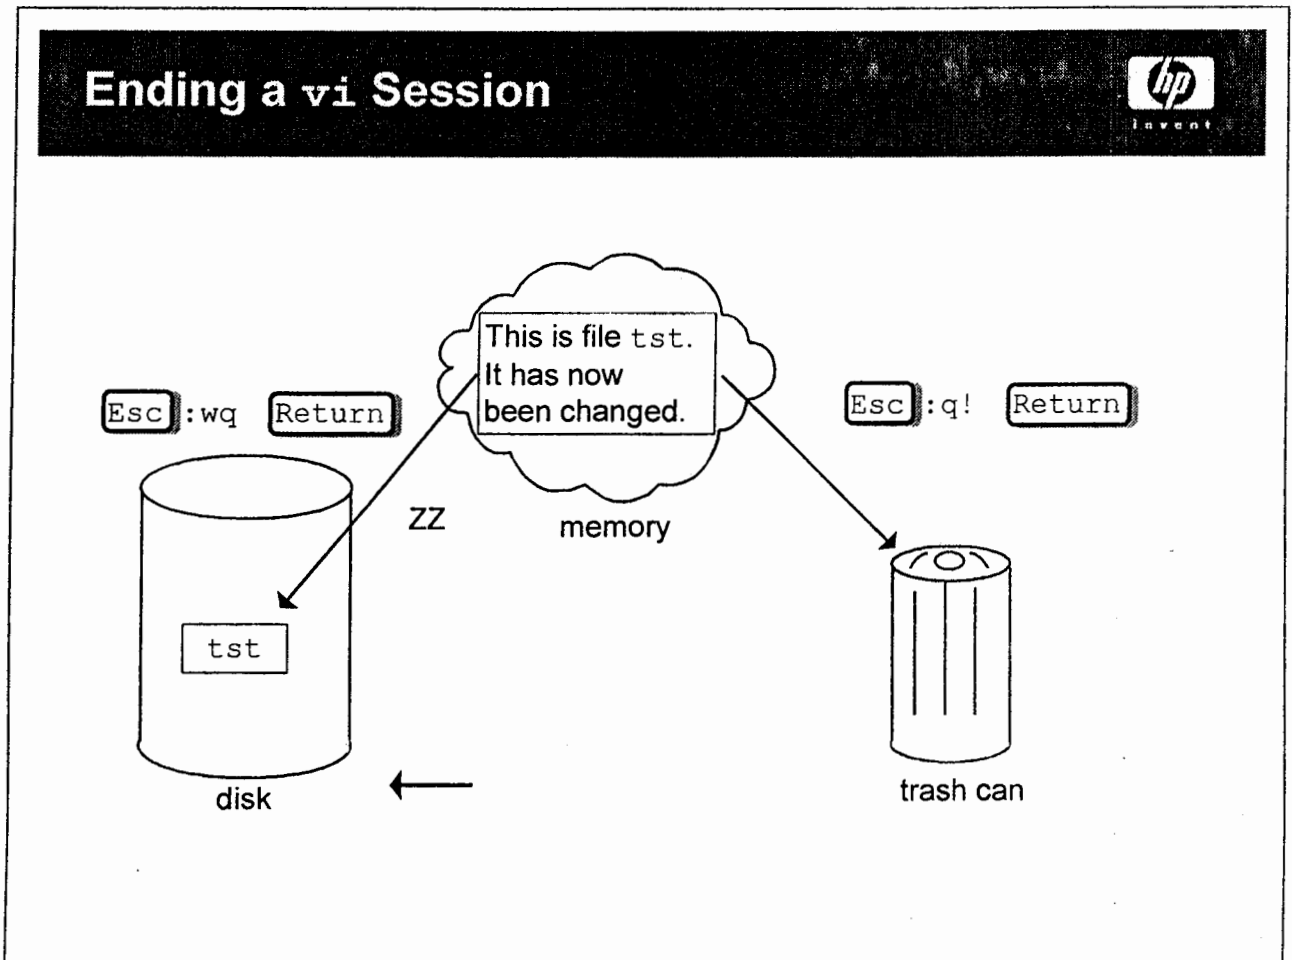 Ending a vi Session
hp
invent
This is file tst.
It has now
been changed.
Esc :wq Return
Esc :q! Return
ZZ
memory
tst
disk
trash can